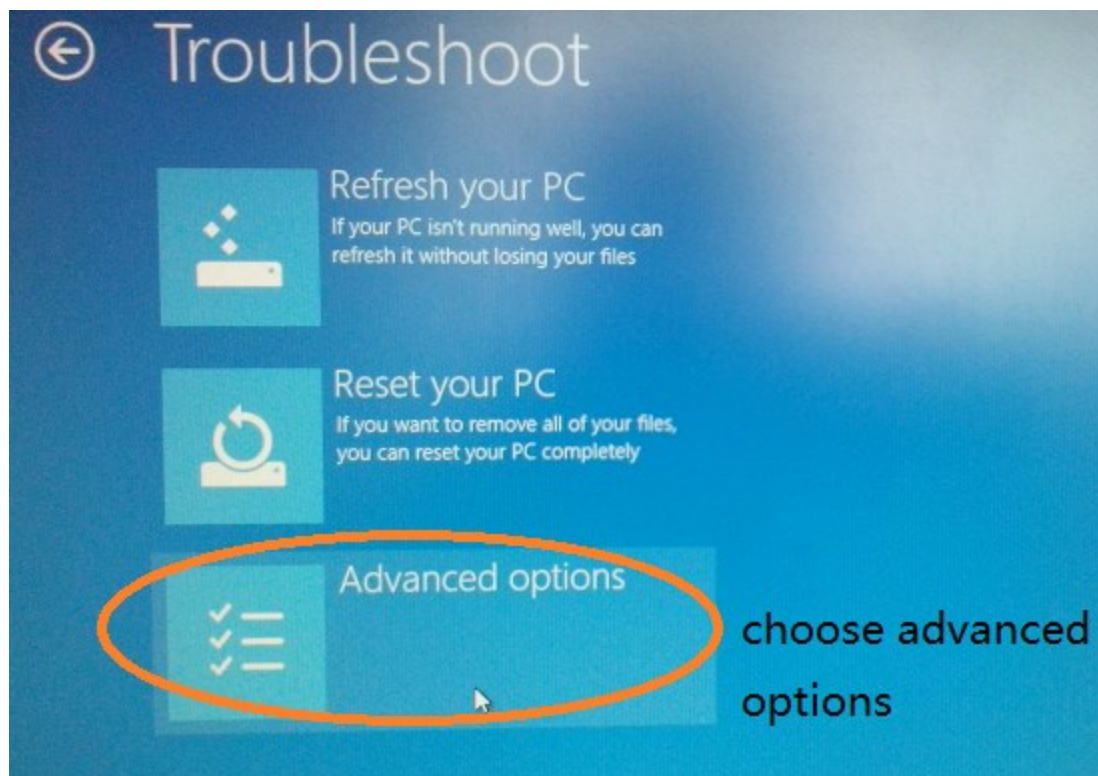 Troubleshoot
Refresh your PC
If your PC isn't running well, you can
refresh it without losing your files
Reset your PC
If you want to remove all of your files,
you can reset your PC completely
Advanced options
choose advanced
options